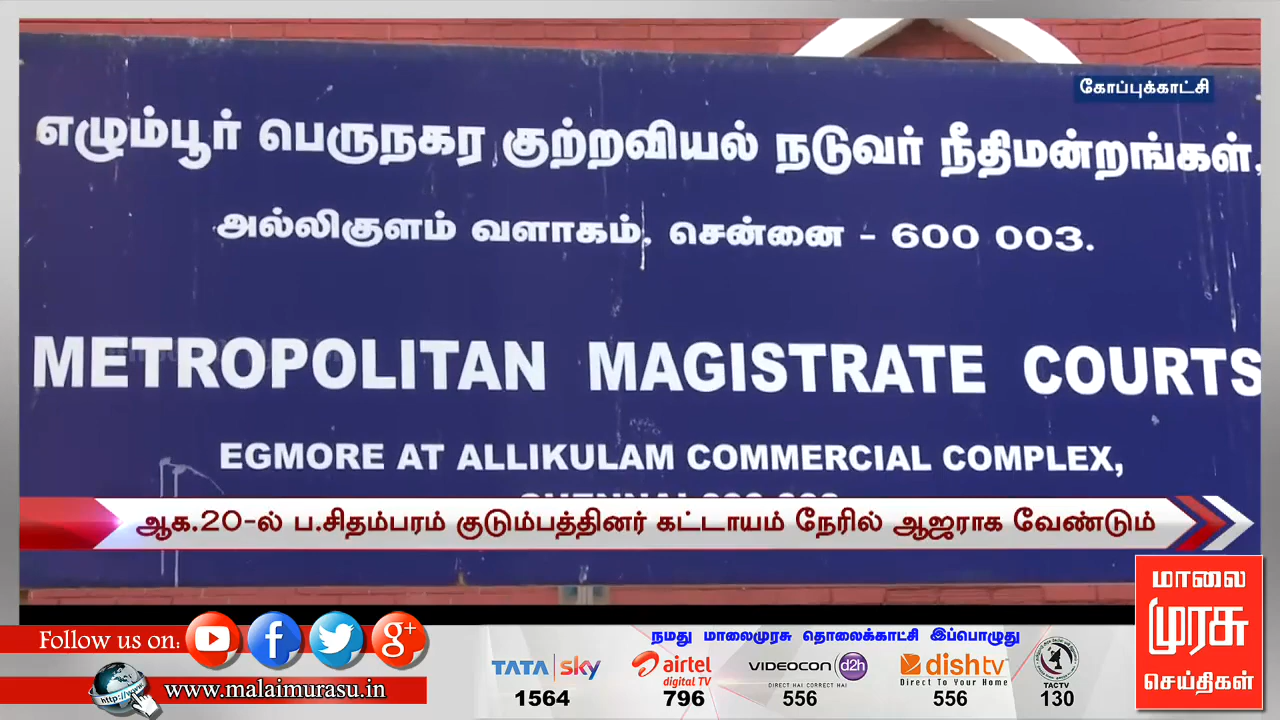 கோப்புக்காட்சி
எழும்பூர் பெருநகர குற்றவியல் நடுவர் நீதிமன்றங்கள்,
அல்லிகுளம் வளாகம், சென்னை - 600 003.
METROPOLITAN MAGISTRATE COURTS
EGMORE AT ALLIKULAM COMMERCIAL COMPLEX,
ஆக.20-ல் ப.சிதம்பரம் குடும்பத்தினர் கட்டாயம் நேரில் ஆஜராக வேண்டும்
மாலை
முரசு
செய்திகள்
Follow us on:
http://www
www.malaimurasu.in
நமது மாலைமுரசு தொலைக்காட்சி இப்பொழுது
TATA sky
1564
airtel
digital TV
796
VIDEOCON d2h
DIRECT HAI CORRECT HAI
556
dishtv
Direct To Your Home
556
TACTV
130